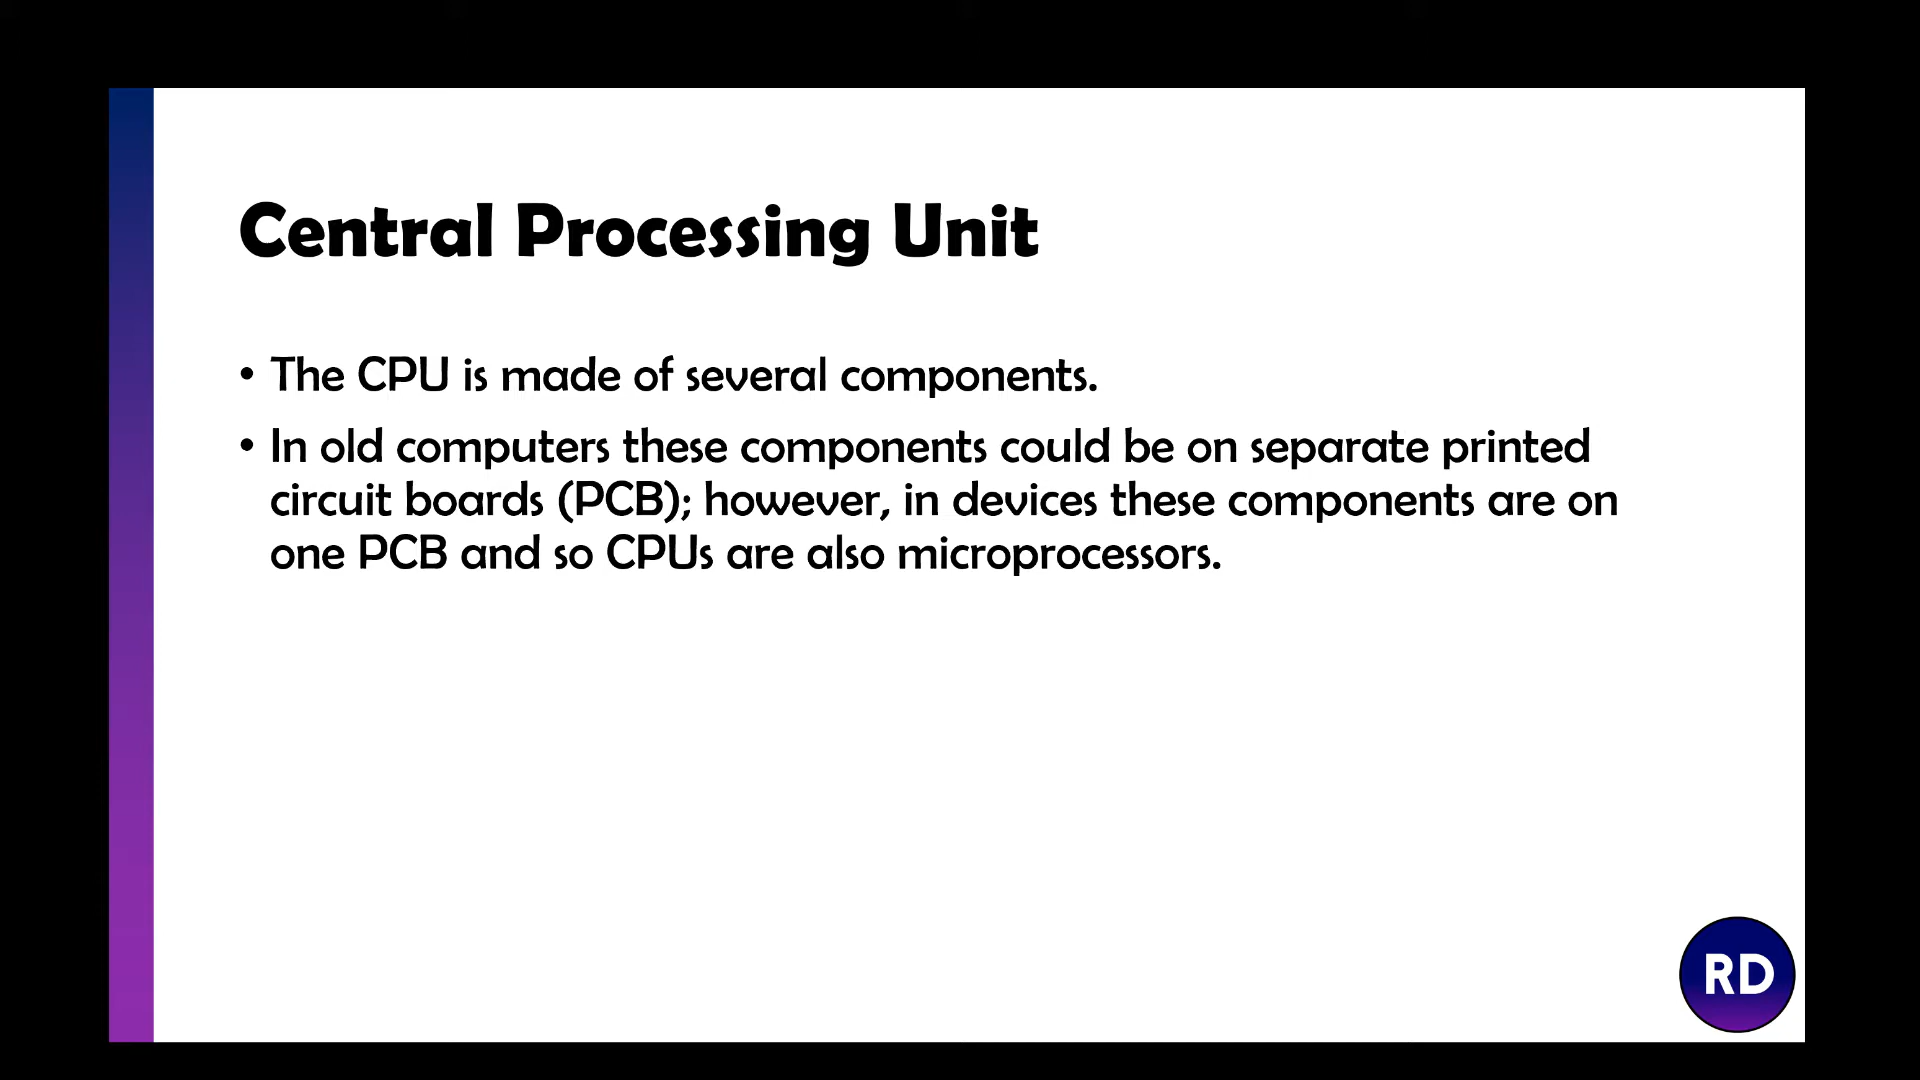 Central Processing Unit
• The CPU is made of several components.
• In old computers these components could be on separate printed
circuit boards (PCB); however, in devices these components are on
one PCB and so CPUs are also microprocessors.
RD